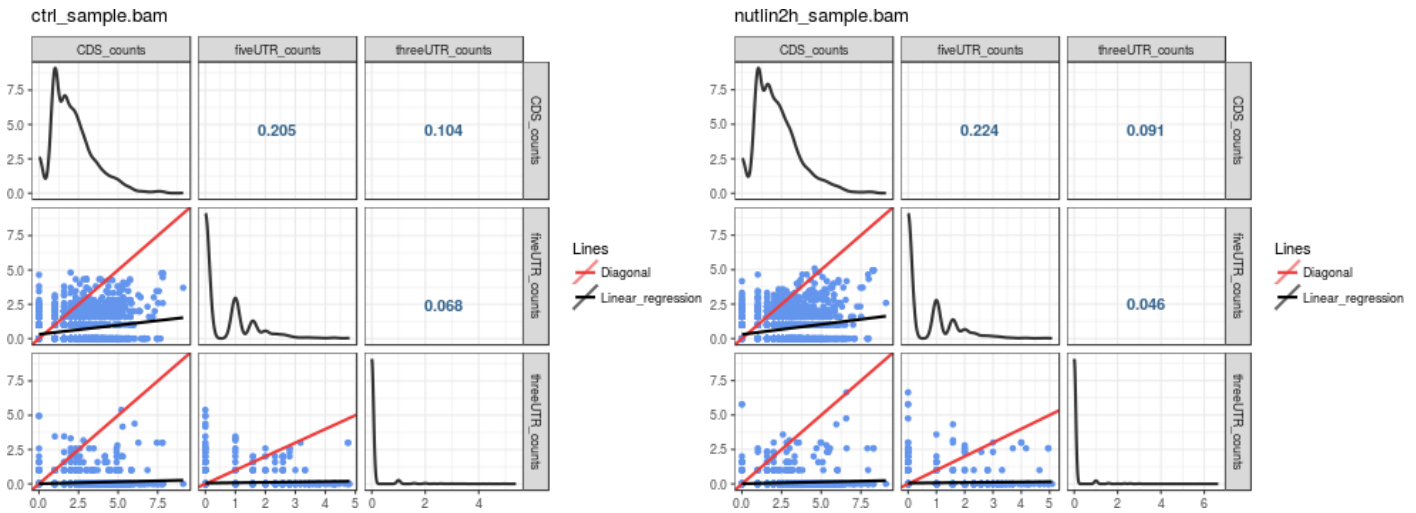 ctrl_sample.bam
CDS_counts fiveUTR_counts threeUTR_counts
7.5
5.0
2.5
0.0
0.205
0.104
CDS_counts
7.5
5.0
2.5
0.0
0.068
fiveUTR_counts
7.5
5.0
2.5
0.0
threeUTR_counts
0.0 2.5 5.0 7.5 0 1 2 3 4 5 0 2 4
Lines
Diagonal
Linear_regression
nutlin2h_sample.bam
CDS_counts fiveUTR_counts threeUTR_counts
7.5
5.0
2.5
0.0
0.224
0.091
CDS_counts
7.5
5.0
2.5
0.0
0.046
fiveUTR_counts
7.5
5.0
2.5
0.0
threeUTR_counts
0.0 2.5 5.0 7.5 0 1 2 3 4 5 0 2 4 6
Lines
Diagonal
Linear_regression